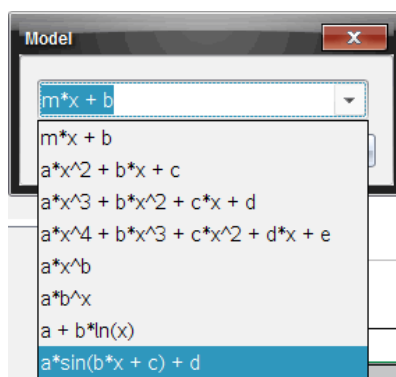 Model
m*x + b
m*x + b
a*x^2 + b*x + c
a*x^3 + b*x^2 + c*x + d
a*x^4 + b*x^3 + c*x^2 + d*x + e
a*x^b
a*b^x
a + b*ln(x)
a*sin(b*x + c) + d